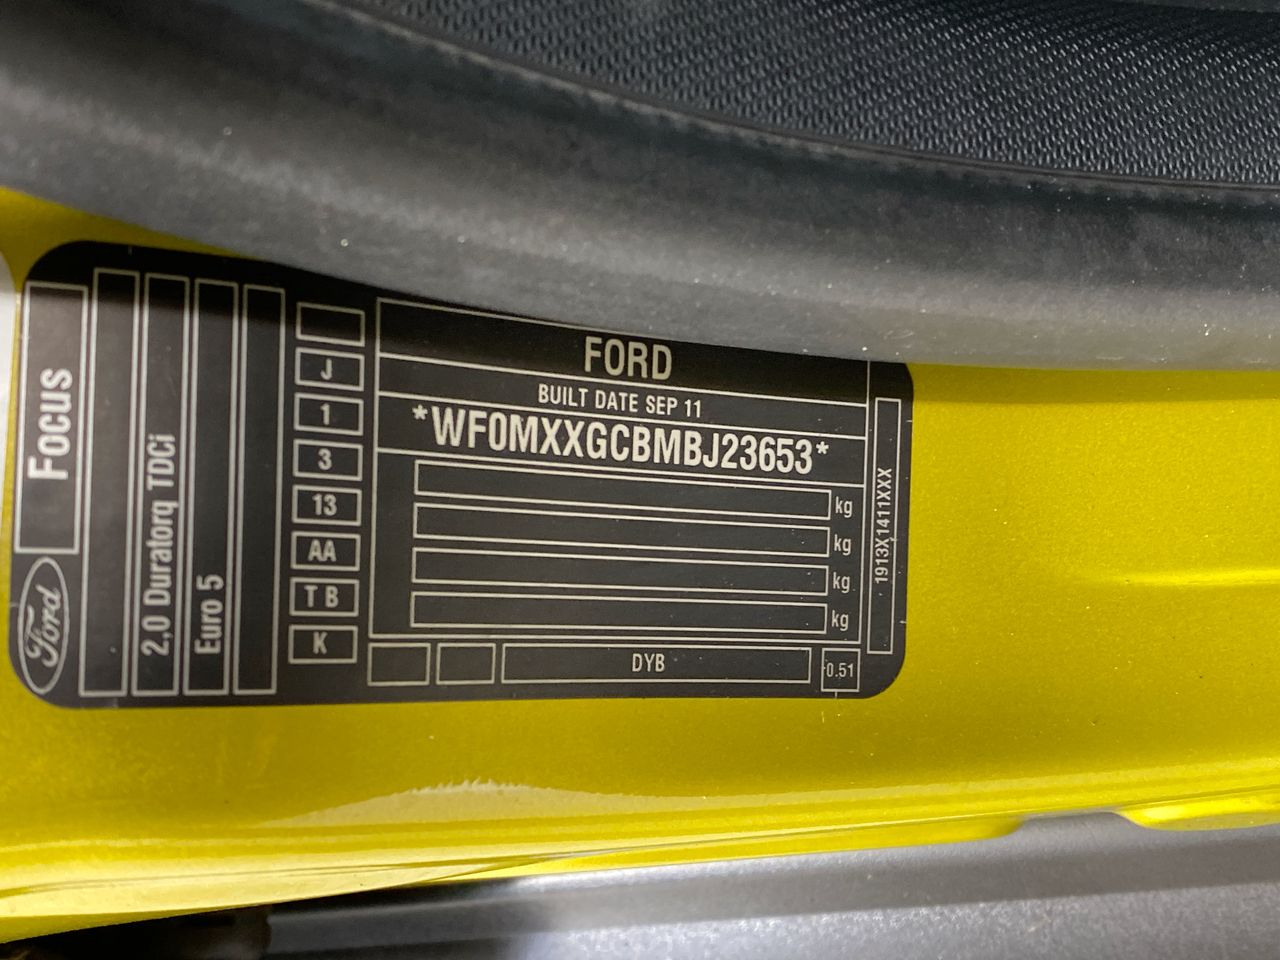 Ford
Focus
2,0 Duratorq TDCi
Euro 5
J
1
3
13
AA
T B
K
FORD
BUILT DATE SEP 11
*WF0MXXGCBMBJ23653*
kg
kg
kg
kg
DYB
0.51
1913X1411XXX